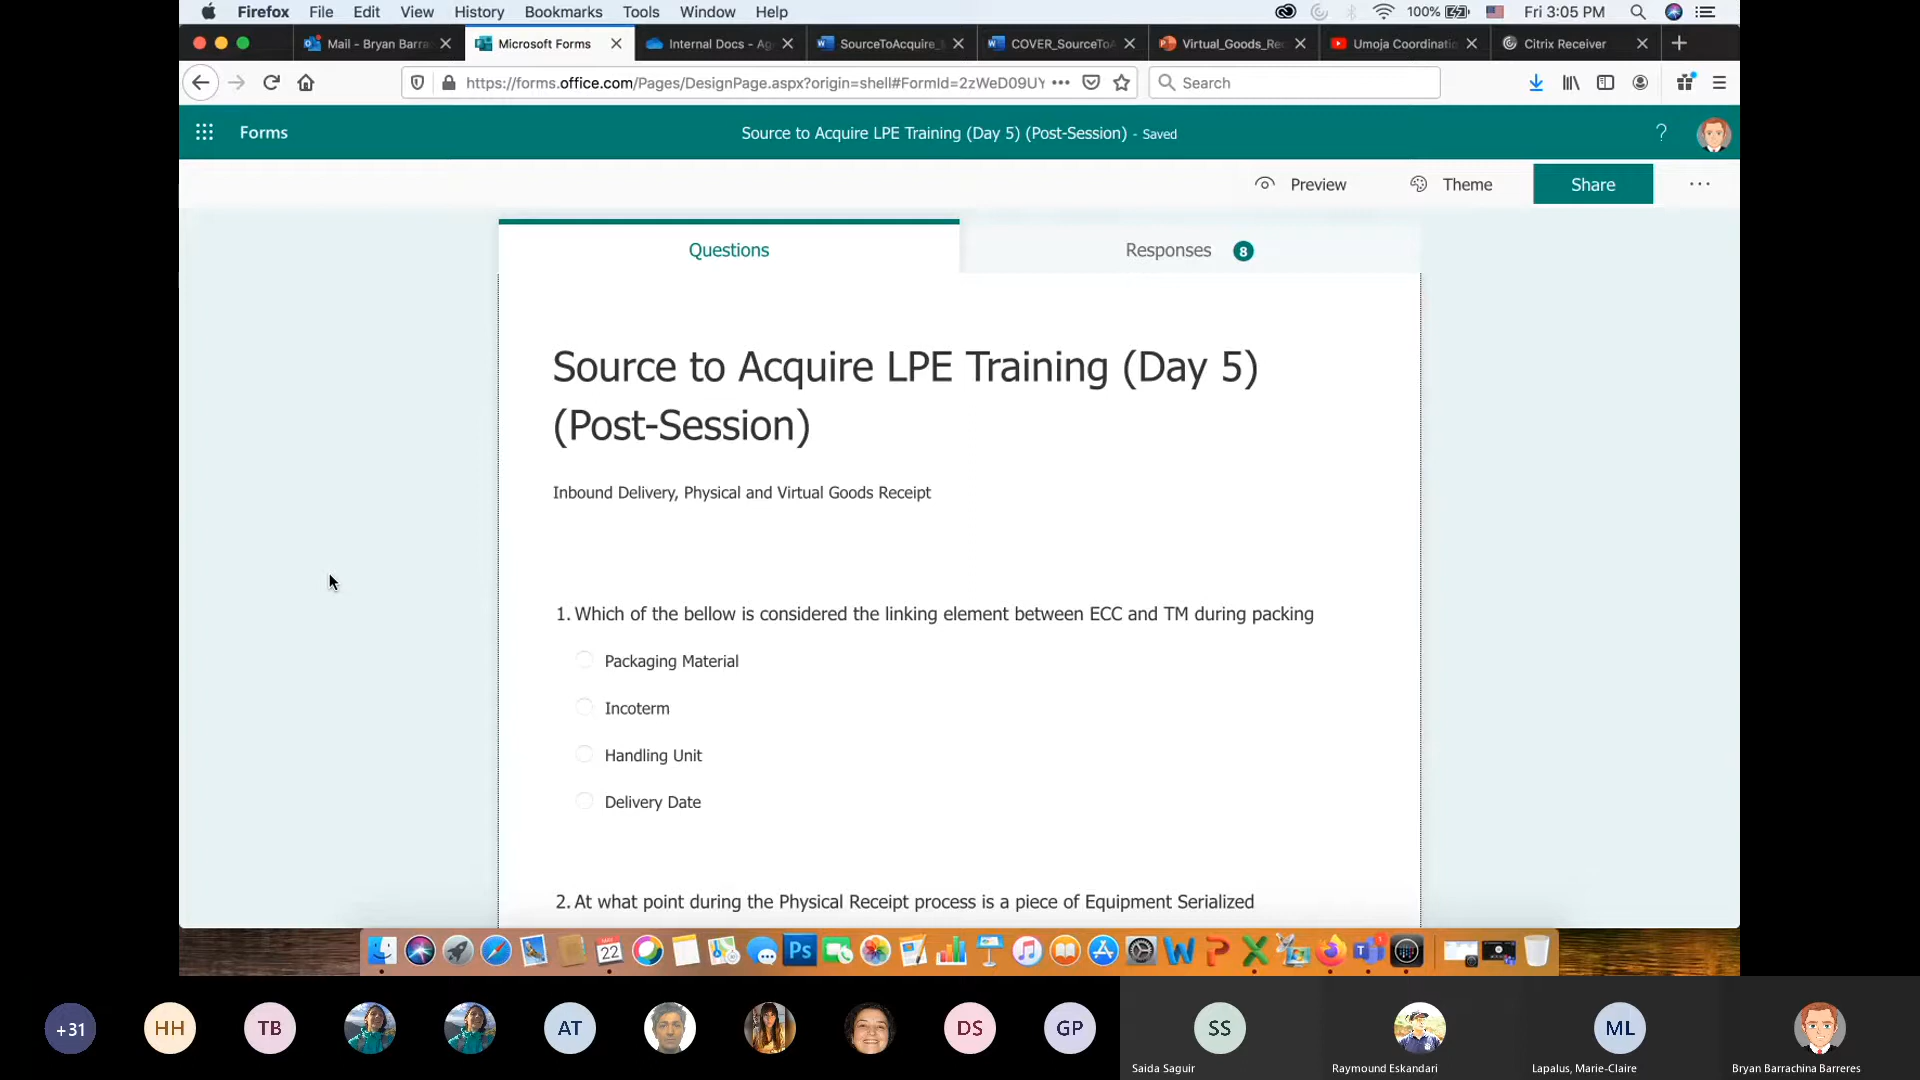 Firefox File Edit View History Bookmarks Tools Window Help 100% Fri 3:05 PM
Mail - Bryan Barra Microsoft Forms Internal Docs - Ag SourceToAcquire_ COVER_SourceToA Virtual_Goods_Re Umoja Coordinati Citrix Receiver
https://forms.office.com/Pages/DesignPage.aspx?origin=shell#FormId=2zWeD09UY Search
Forms Source to Acquire LPE Training (Day 5) (Post-Session) - Saved ?
Preview Theme Share
Questions Responses 8
Source to Acquire LPE Training (Day 5)
(Post-Session)
Inbound Delivery, Physical and Virtual Goods Receipt
1. Which of the bellow is considered the linking element between ECC and TM during packing
Packaging Material
Incoterm
Handling Unit
Delivery Date
2. At what point during the Physical Receipt process is a piece of Equipment Serialized
22 Ps
+31 HH TB AT DS GP SS ML
Saida Saguir Raymound Eskandari Lapalus, Marie-Claire Bryan Barrachina Barreres